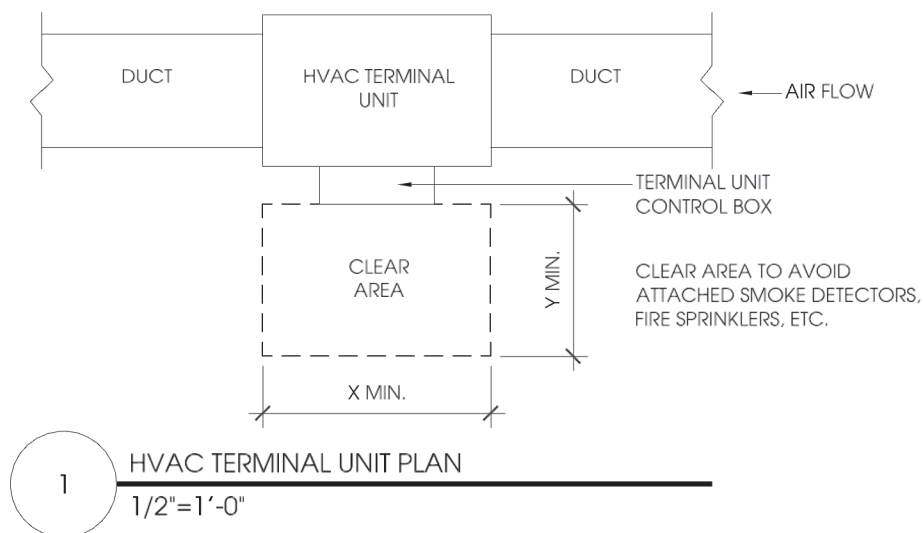 DUCT
HVAC TERMINAL
UNIT
DUCT
AIR FLOW
TERMINAL UNIT
CONTROL BOX
CLEAR
AREA
Y MIN.
CLEAR AREA TO AVOID
ATTACHED SMOKE DETECTORS,
FIRE SPRINKLERS, ETC.
X MIN.
1
HVAC TERMINAL UNIT PLAN
1/2"=1'-0"